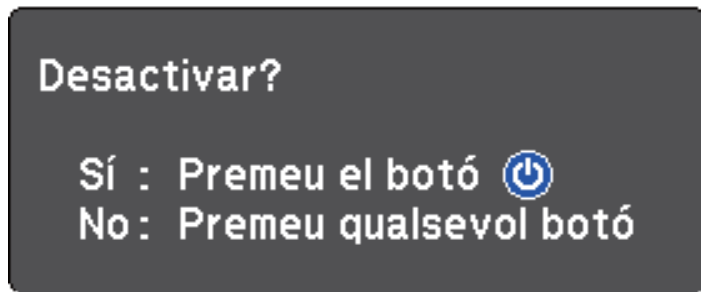 Desactivar?
Sí : Premeu el botó
No: Premeu qualsevol botó